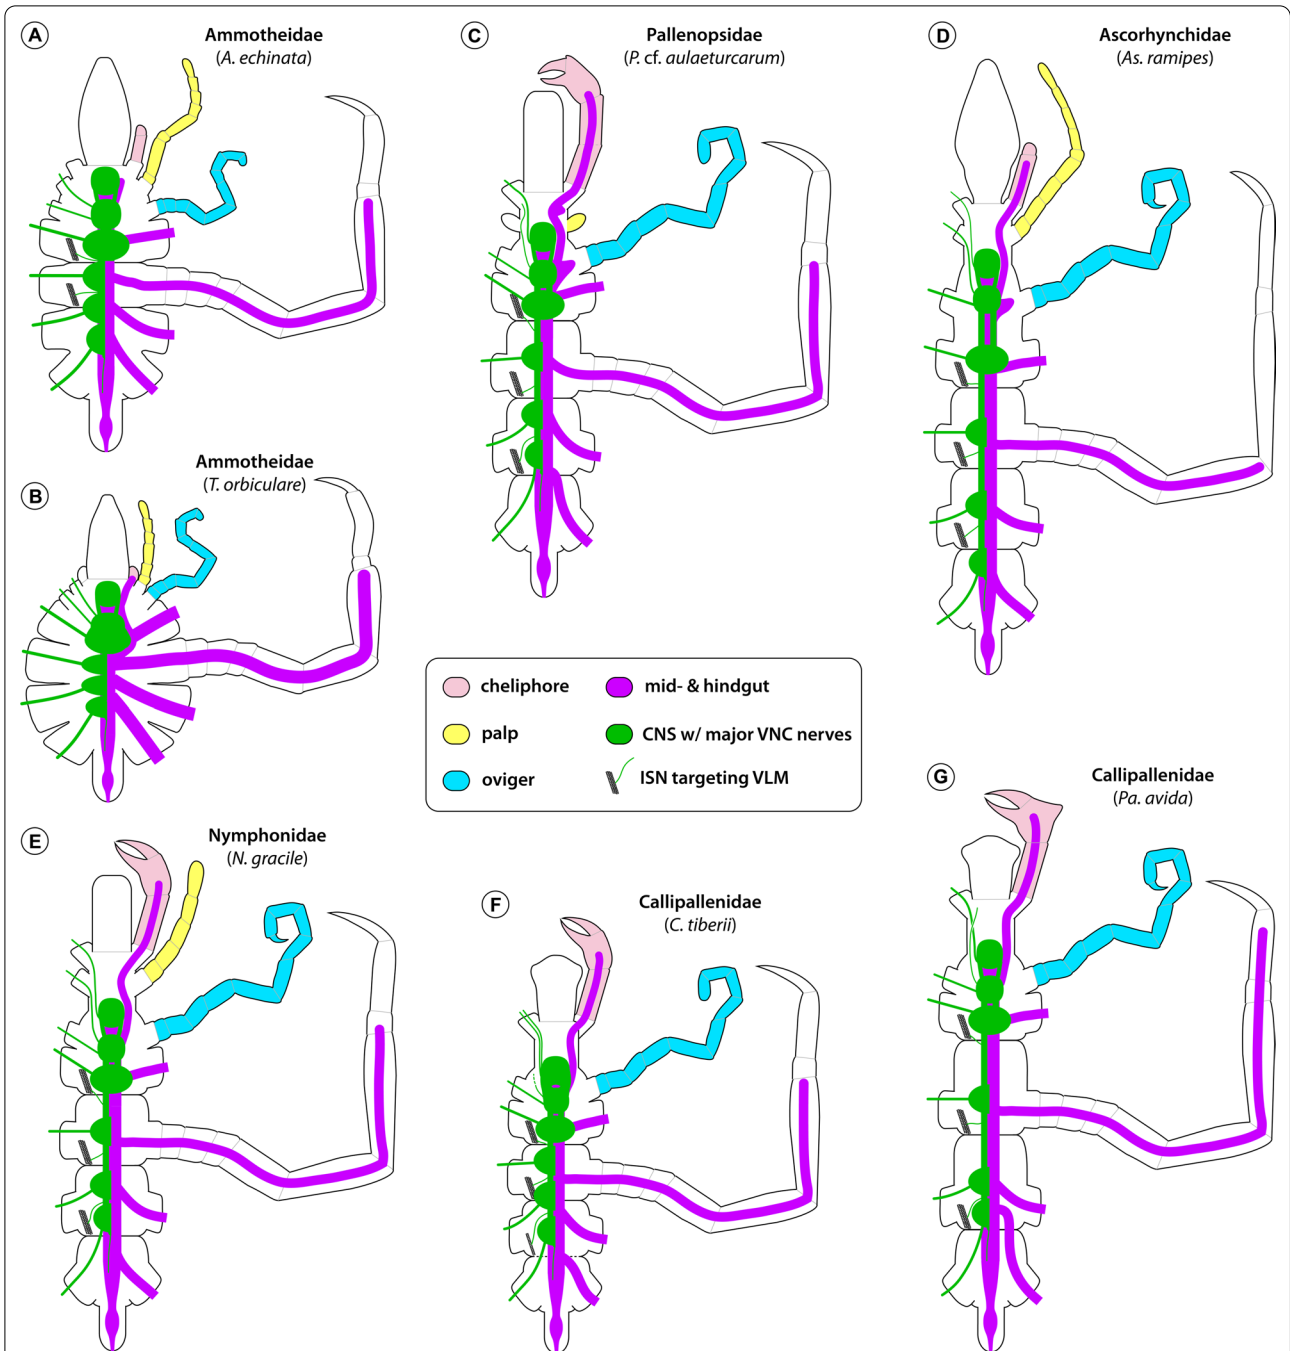 A
Ammotheidae
(A. echinata)
B
Ammotheidae
(T. orbiculare)
C
Pallenopsidae
(P. cf. aulaeturcarum)
D
Ascorhynchidae
(As. ramipes)
cheliphore
palp
oviger
mid- & hindgut
CNS w/ major VNC nerves
ISN targeting VLM
E
Nymphonidae
(N. gracile)
F
Callipallenidae
(C. tiberii)
G
Callipallenidae
(Pa. avida)